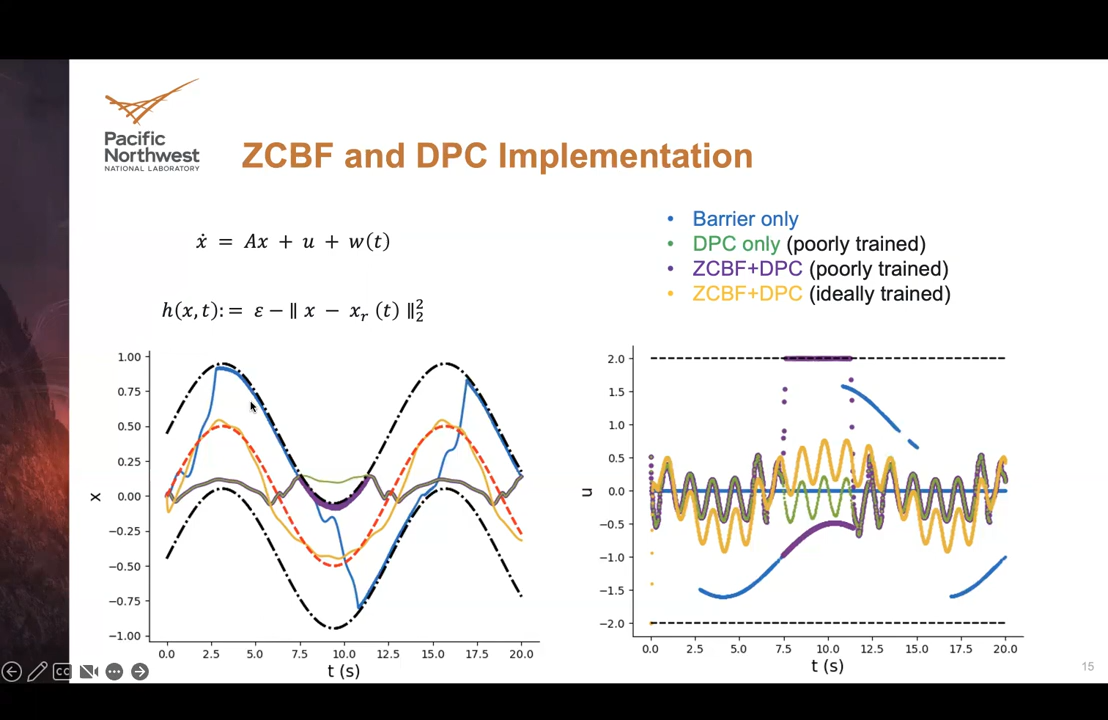 Pacific
Northwest
NATIONAL LABORATORY
ZCBF and DPC Implementation
ẋ = Ax + u + w(t)
h(x,t): = ε − ‖ x − x_r (t) ‖₂²
• Barrier only
• DPC only (poorly trained)
• ZCBF+DPC (poorly trained)
• ZCBF+DPC (ideally trained)
1.00
0.75
0.50
0.25
0.00
−0.25
−0.50
−0.75
−1.00
x
0.0 2.5 5.0 7.5 10.0 12.5 15.0 17.5 20.0
t (s)
2.0
1.5
1.0
0.5
0.0
−0.5
−1.0
−1.5
−2.0
u
0.0 2.5 5.0 7.5 10.0 12.5 15.0 17.5 20.0
t (s)
CC
15